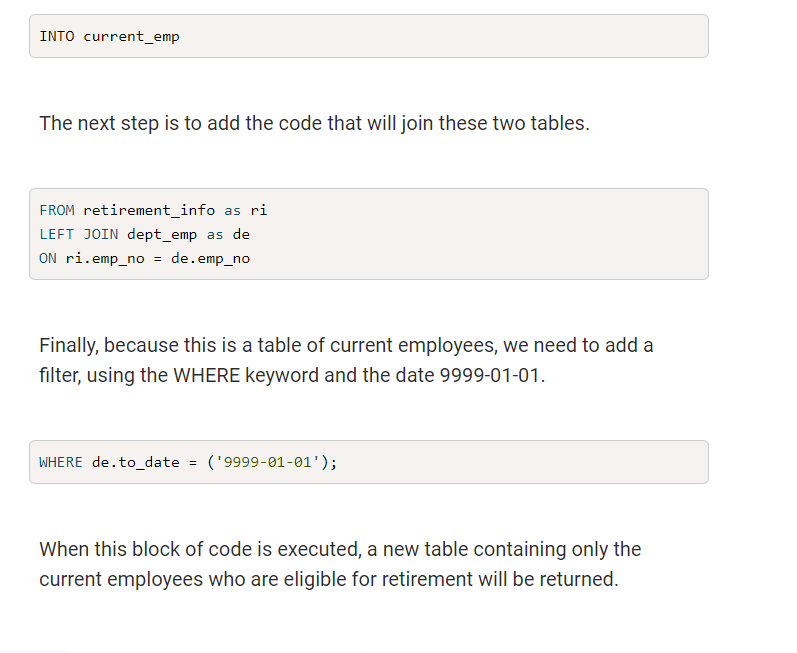 INTO current_emp
The next step is to add the code that will join these two tables.
FROM retirement_info as ri
LEFT JOIN dept_emp as de
ON ri.emp_no = de.emp_no
Finally, because this is a table of current employees, we need to add a
filter, using the WHERE keyword and the date 9999-01-01.
WHERE de.to_date = ('9999-01-01');
When this block of code is executed, a new table containing only the
current employees who are eligible for retirement will be returned.